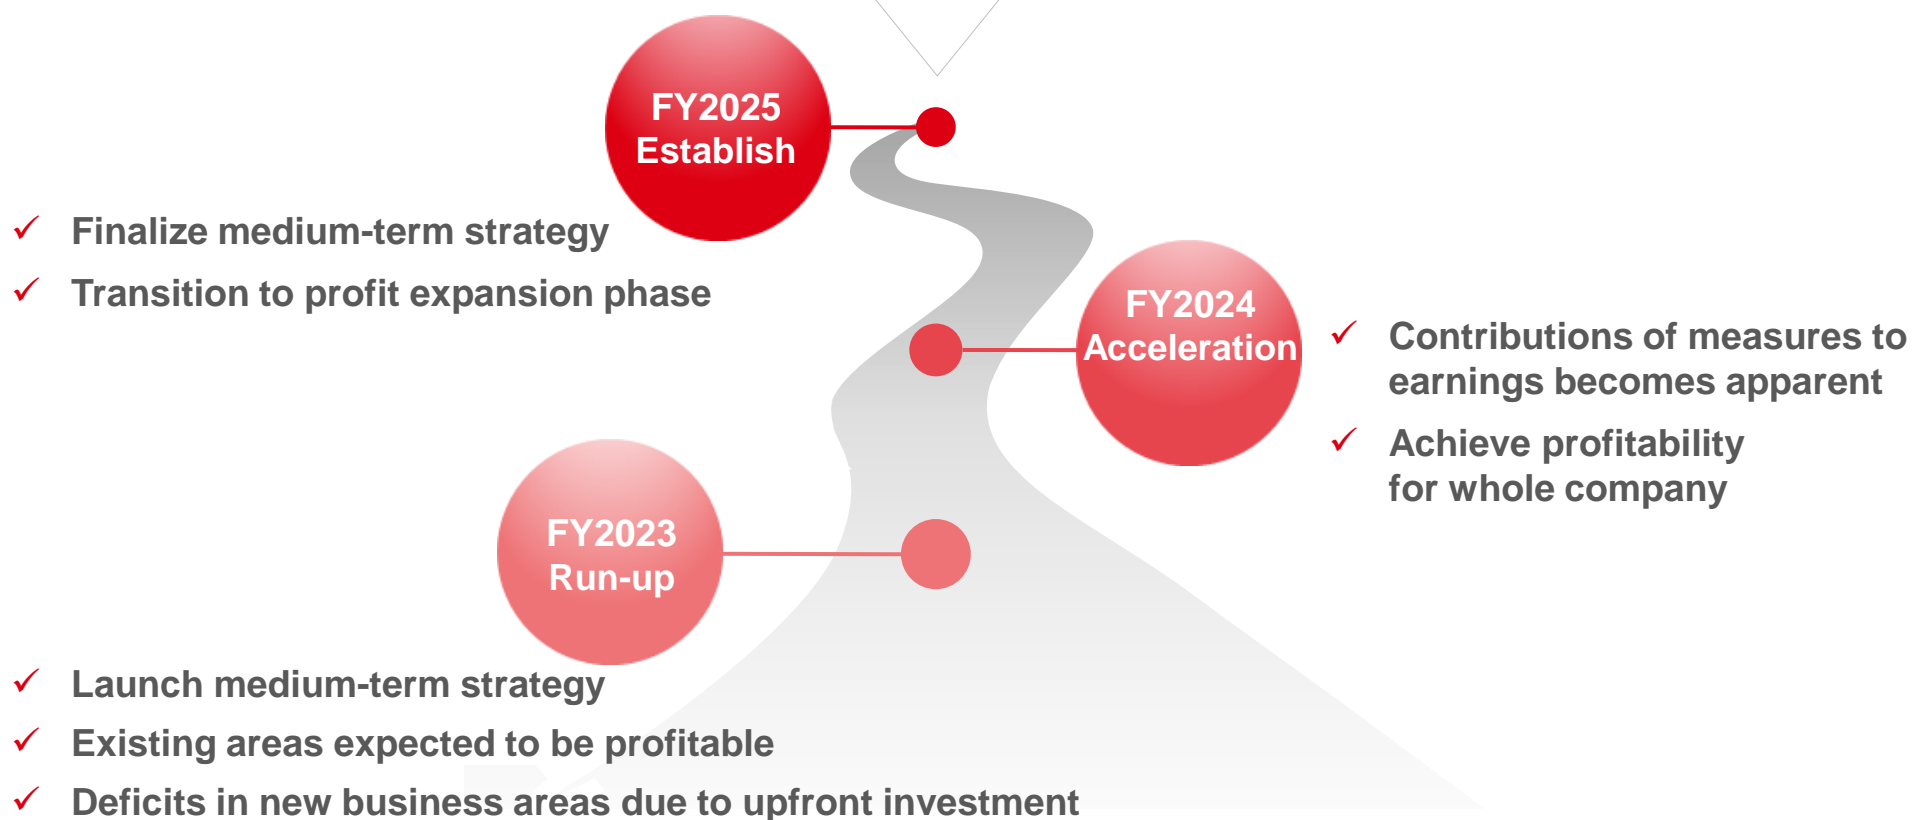 FY2025
Establish
Finalize medium-term strategy
Transition to profit expansion phase
FY2024
Acceleration
Contributions of measures to
earnings becomes apparent
Achieve profitability
for whole company
FY2023
Run-up
Launch medium-term strategy
Existing areas expected to be profitable
Deficits in new business areas due to upfront investment